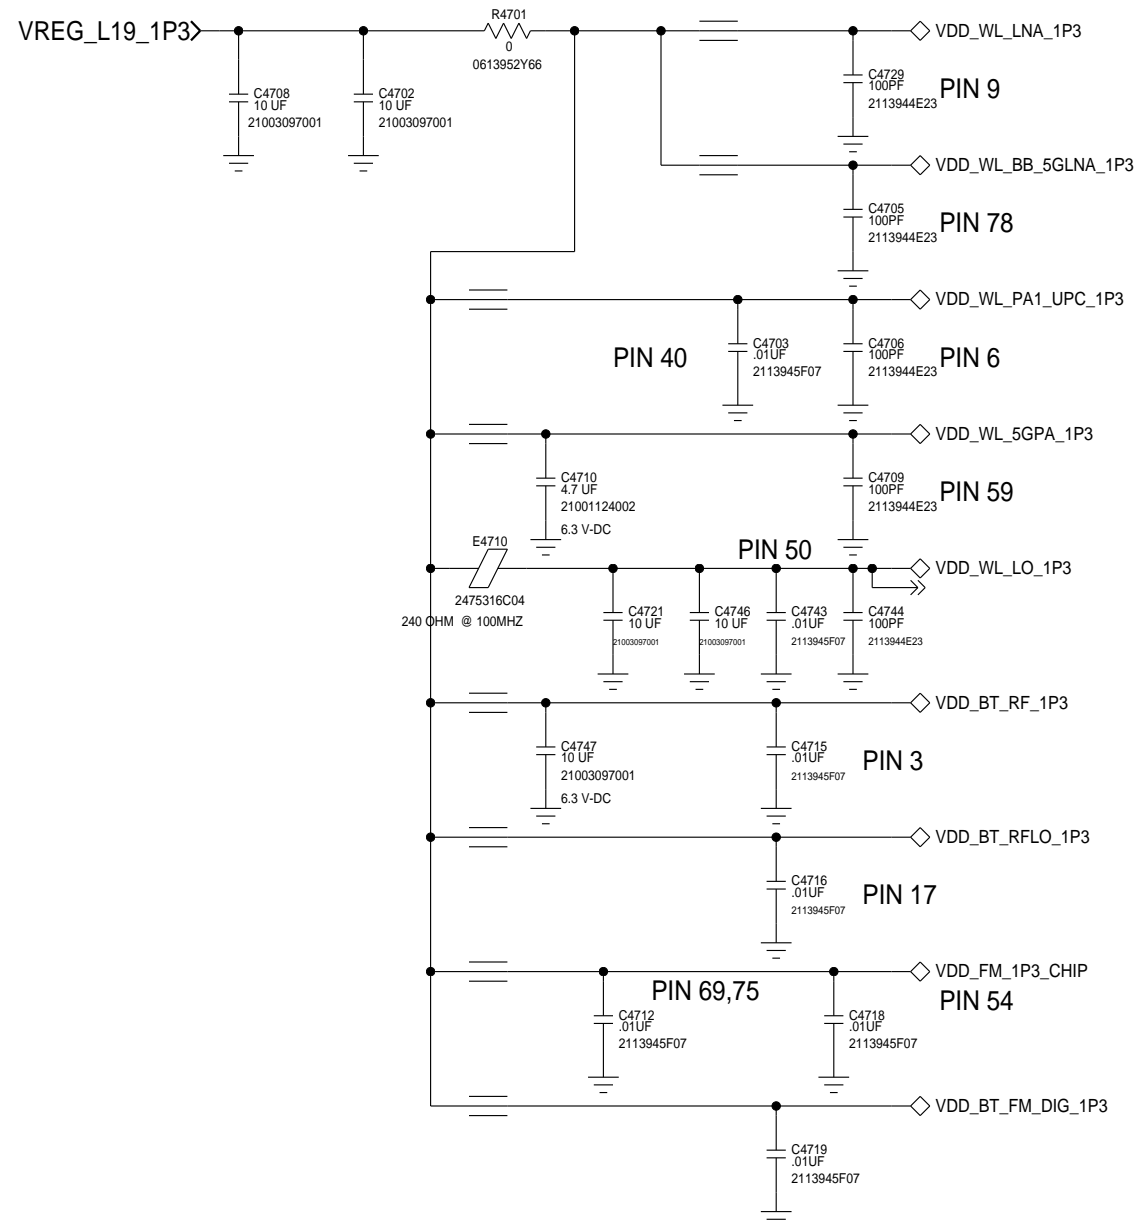 R4701
VREG_L19_1P3
VDD_WL_LNA_1P3
0
0613952Y66
C4708
10 UF
21003097001
C4702
10 UF
21003097001
C4729
100PF
2113944E23
PIN 9
VDD_WL_BB_5GLNA_1P3
C4705
100PF
2113944E23
PIN 78
VDD_WL_PA1_UPC_1P3
PIN 40
C4703
.01UF
2113945F07
C4706
100PF
2113944E23
PIN 6
VDD_WL_5GPA_1P3
C4710
4.7 UF
21001124002
6.3 V-DC
C4709
100PF
2113944E23
PIN 59
E4710
PIN 50
VDD_WL_LO_1P3
2475316C04
240 OHM @ 100MHZ
C4721
10 UF
21003097001
C4746
10 UF
21003097001
C4743
.01UF
2113945F07
C4744
100PF
2113944E23
VDD_BT_RF_1P3
C4747
10 UF
21003097001
6.3 V-DC
C4715
.01UF
2113945F07
PIN 3
VDD_BT_RFLO_1P3
C4716
.01UF
2113945F07
PIN 17
VDD_FM_1P3_CHIP
PIN 69,75
PIN 54
C4712
.01UF
2113945F07
C4718
.01UF
2113945F07
VDD_BT_FM_DIG_1P3
C4719
.01UF
2113945F07